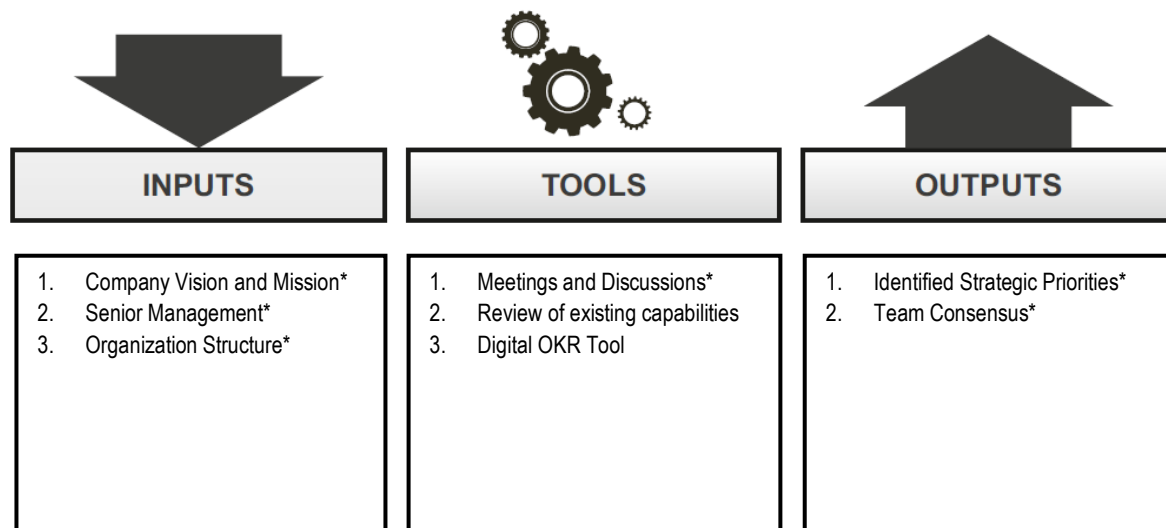 INPUTS
1. Company Vision and Mission*
2. Senior Management*
3. Organization Structure*
TOOLS
1. Meetings and Discussions*
2. Review of existing capabilities
3. Digital OKR Tool
OUTPUTS
1. Identified Strategic Priorities*
2. Team Consensus*